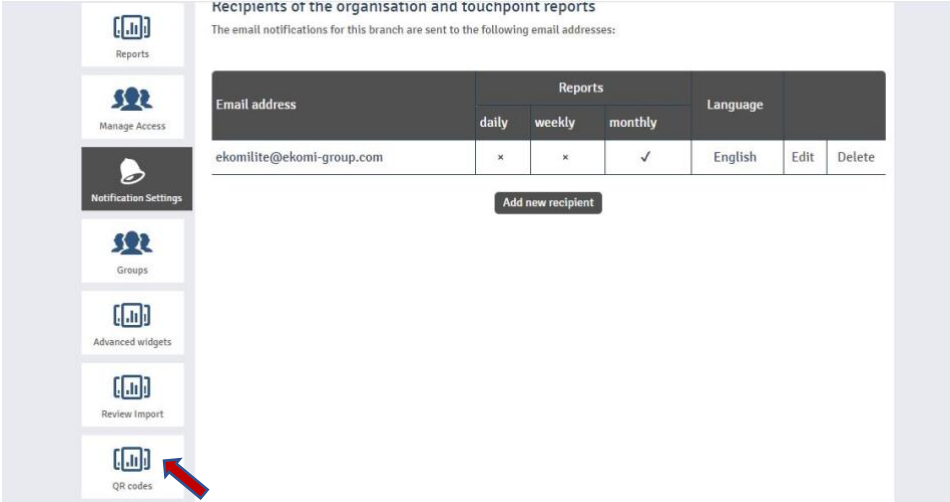 Recipients of the organisation and touchpoint reports
The email notifications for this branch are sent to the following email addresses:
Reports
Manage Access
Notification Settings
Groups
Advanced widgets
Review Import
QR codes
Email address
Reports
Language
daily weekly monthly
ekomilite@ekomi-group.com × × ✓ English Edit Delete
Add new recipient